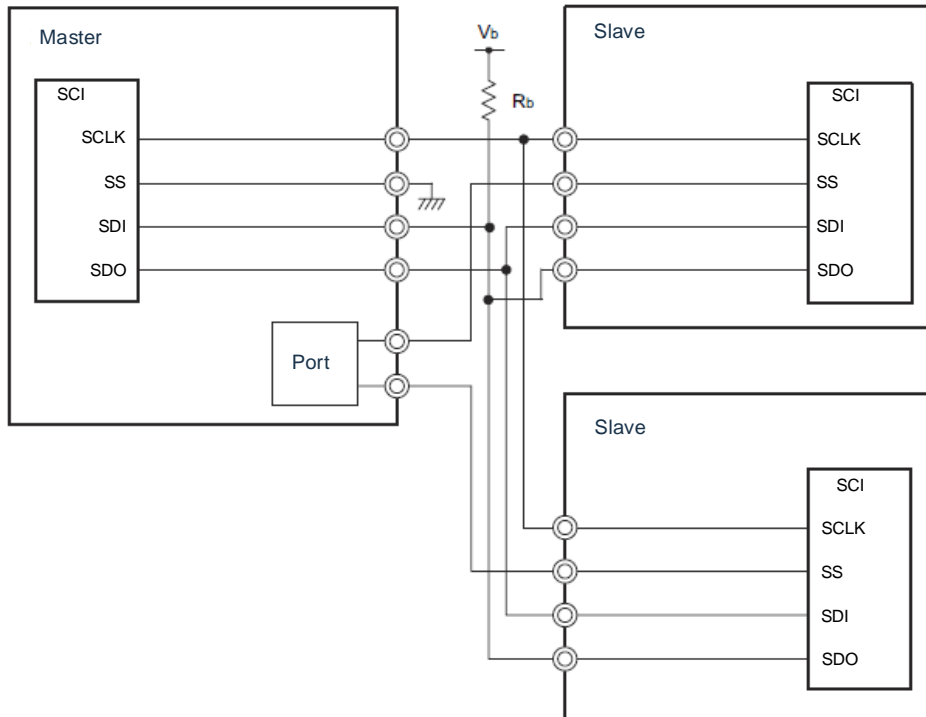 Master
SCI
SCLK
SS
SDI
SDO
Port
Vb
Rb
Slave
SCI
SCLK
SS
SDI
SDO
Slave
SCI
SCLK
SS
SDI
SDO